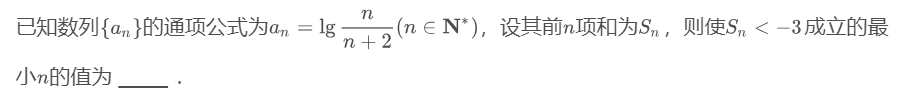 已知数列{aₙ}的通项公式为aₙ = lg n/(n + 2) (n ∈ N*)，设其前n项和为Sₙ，则使Sₙ < −3成立的最
小n的值为 _____ ．